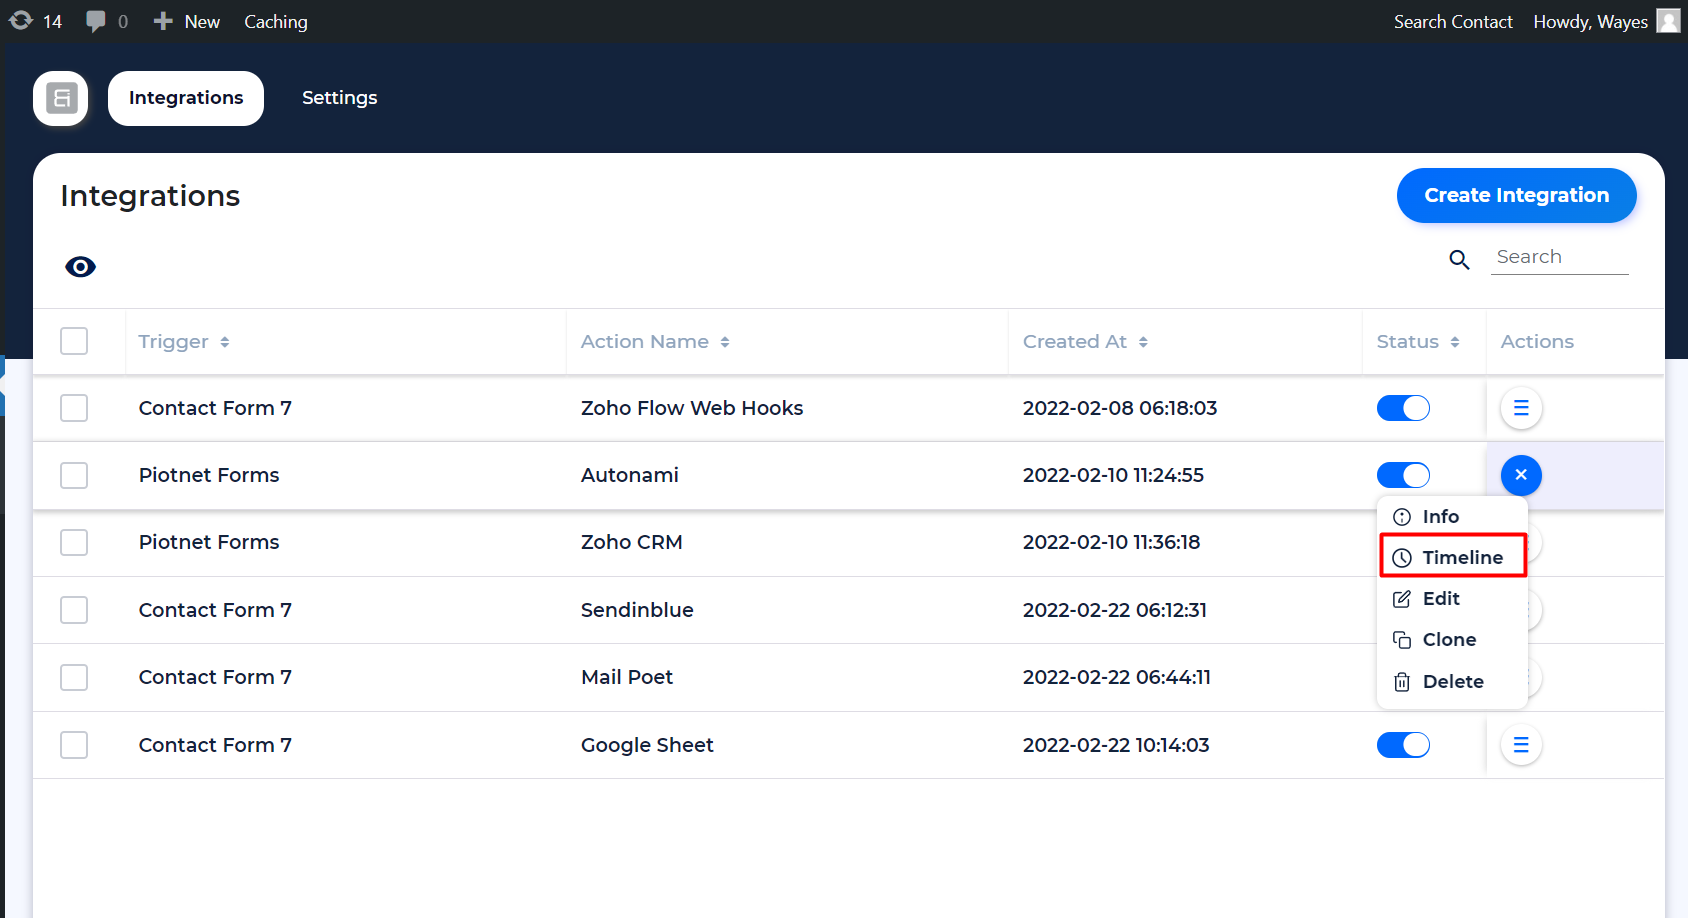 14 0 New Caching Search Contact Howdy, Wayes
Integrations Settings
Integrations Create Integration
Search
Trigger Action Name Created At Status Actions
Contact Form 7 Zoho Flow Web Hooks 2022-02-08 06:18:03
Piotnet Forms Autonami 2022-02-10 11:24:55
Info
Piotnet Forms Zoho CRM 2022-02-10 11:36:18
Timeline
Edit
Contact Form 7 Sendinblue 2022-02-22 06:12:31
Clone
Contact Form 7 Mail Poet 2022-02-22 06:44:11
Delete
Contact Form 7 Google Sheet 2022-02-22 10:14:03